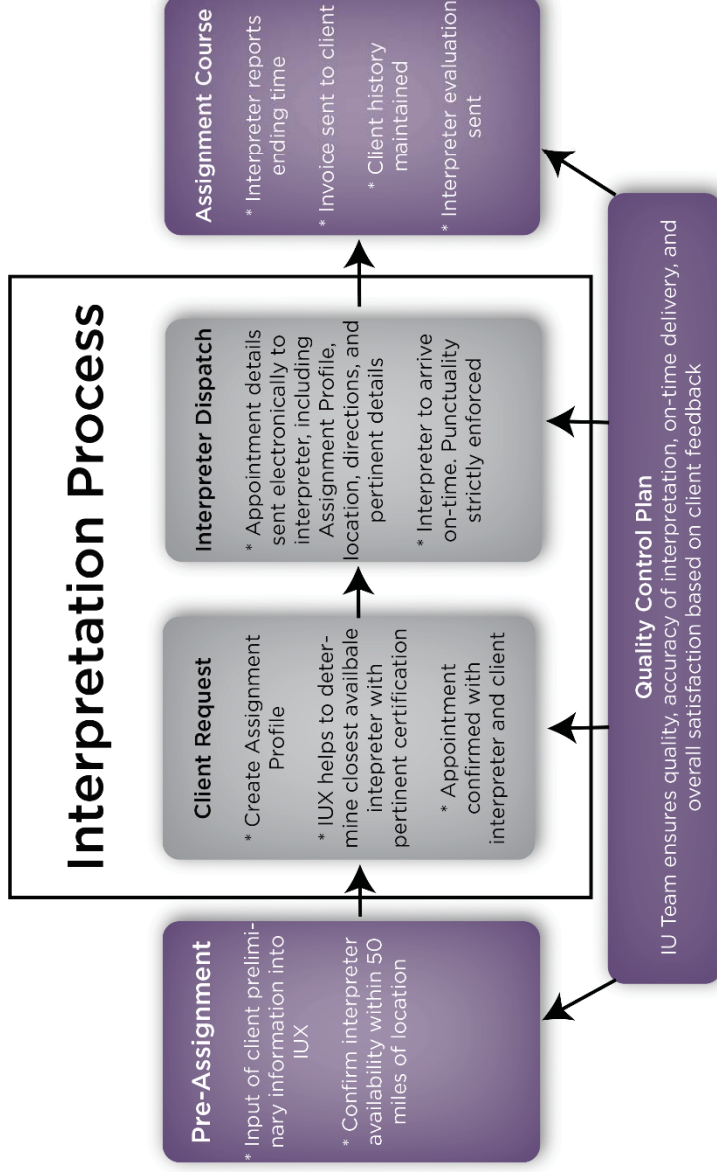 Interpretation Process
Pre-Assignment
* Input of client prelimi-
nary information into
IUX
* Confirm interpreter
availability within 50
miles of location
Client Request
* Create Assignment
Profile
* IUX helps to deter-
mine closest availbale
intepreter with
pertinent certification
* Appointment
confirmed with
interpreter and client
Interpreter Dispatch
* Appointment details
sent electronically to
interpreter, including
Assignment Profile,
location, directions, and
pertinent details
* Interpreter to arrive
on-time. Punctuality
strictly enforced
Assignment Course
* Interpreter reports
ending time
* Invoice sent to client
* Client history
maintained
* Interpreter evaluation
sent
Quality Control Plan
IU Team ensures quality, accuracy of interpretation, on-time delivery, and
overall satisfaction based on client feedback